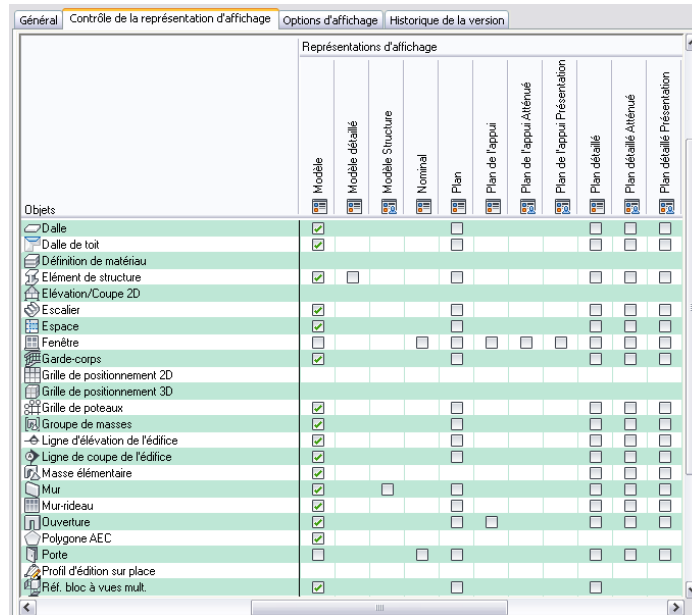 Général Contrôle de la représentation d'affichage Options d'affichage Historique de la version
Représentations d'affichage
Modèle
Modèle détaillé
Modèle Structure
Nominal
Plan
Plan de l'appui
Plan de l'appui Atténué
Plan de l'appui Présentation
Plan détaillé
Plan détaillé Atténué
Plan détaillé Présentation
Objets
Dalle
Dalle de toit
Définition de matériau
Elément de structure
Elévation/Coupe 2D
Escalier
Espace
Fenêtre
Garde-corps
Grille de positionnement 2D
Grille de positionnement 3D
Grille de poteaux
Groupe de masses
Ligne d'élévation de l'édifice
Ligne de coupe de l'édifice
Masse élémentaire
Mur
Mur-rideau
Ouverture
Polygone AEC
Porte
Profil d'édition sur place
Réf. bloc à vues mult.